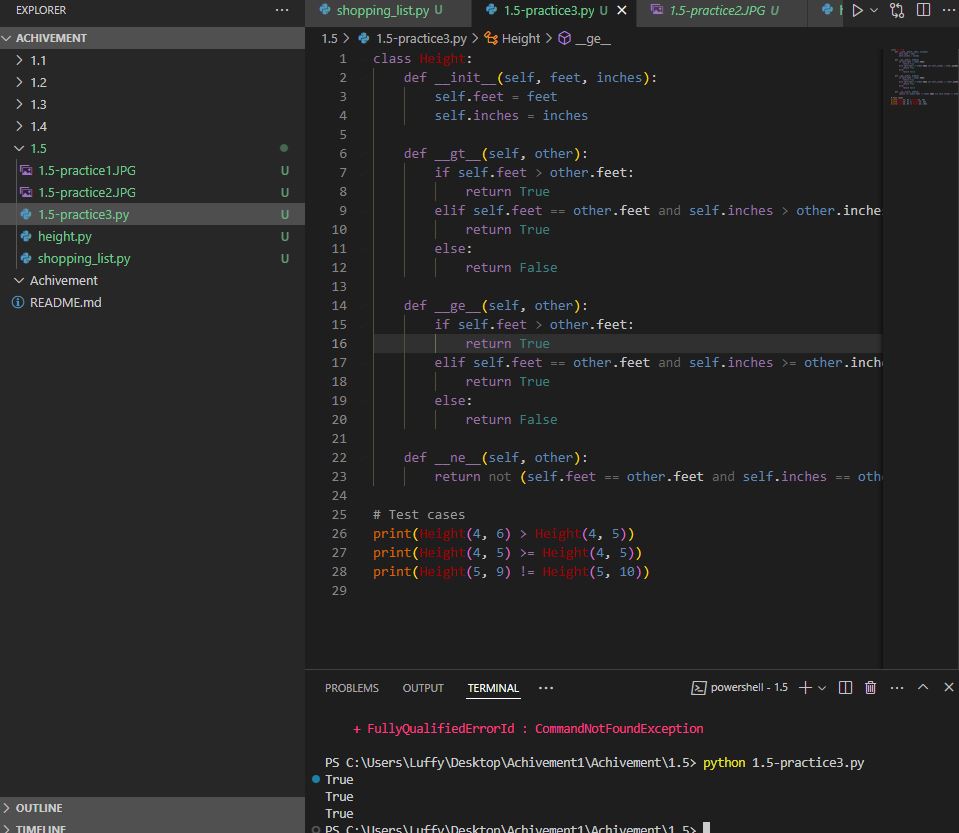 EXPLORER
ACHIVEMENT
1.1
1.2
1.3
1.4
1.5
1.5-practice1.JPG U
1.5-practice2.JPG U
1.5-practice3.py U
height.py U
shopping_list.py U
Achivement
README.md
OUTLINE
TIMELINE
shopping_list.py U
1.5-practice3.py U
1.5-practice2.JPG U
1.5 > 1.5-practice3.py > Height > __ge__
1 class Height:
2 def __init__(self, feet, inches):
3 self.feet = feet
4 self.inches = inches
5
6 def __gt__(self, other):
7 if self.feet > other.feet:
8 return True
9 elif self.feet == other.feet and self.inches > other.inche
10 return True
11 else:
12 return False
13
14 def __ge__(self, other):
15 if self.feet > other.feet:
16 return True
17 elif self.feet == other.feet and self.inches >= other.inch
18 return True
19 else:
20 return False
21
22 def __ne__(self, other):
23 return not (self.feet == other.feet and self.inches == oth
24
25 # Test cases
26 print(Height(4, 6) > Height(4, 5))
27 print(Height(4, 5) >= Height(4, 5))
28 print(Height(5, 9) != Height(5, 10))
29
PROBLEMS OUTPUT TERMINAL ··· powershell - 1.5
+ FullyQualifiedErrorId : CommandNotFoundException
PS C:\Users\Luffy\Desktop\Achivement1\Achivement\1.5> python 1.5-practice3.py
True
True
True
PS C:\Users\Luffy\Desktop\Achivement1\Achivement\1.5>